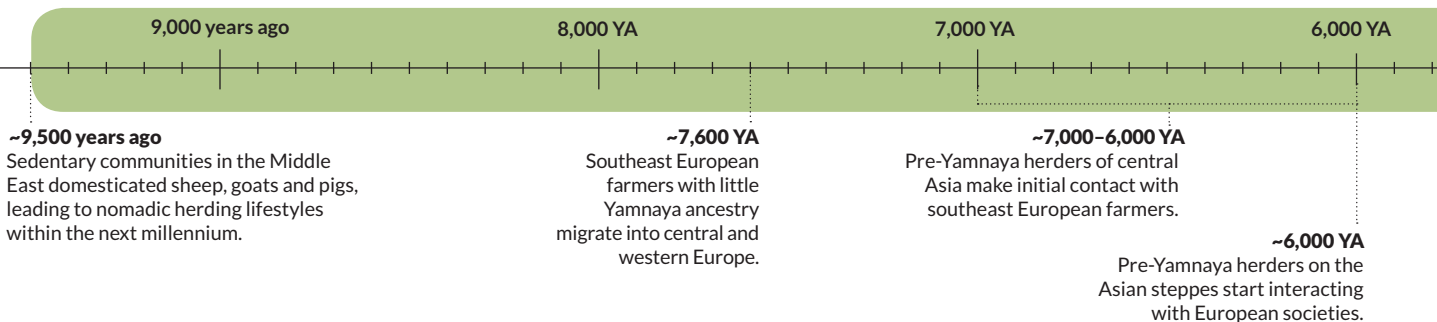 9,000 years ago
8,000 YA
7,000 YA
6,000 YA
~9,500 years ago
Sedentary communities in the Middle
East domesticated sheep, goats and pigs,
leading to nomadic herding lifestyles
within the next millennium.
~7,600 YA
Southeast European
farmers with little
Yamnaya ancestry
migrate into central and
western Europe.
~7,000–6,000 YA
Pre-Yamnaya herders of central
Asia make initial contact with
southeast European farmers.
~6,000 YA
Pre-Yamnaya herders on the
Asian steppes start interacting
with European societies.